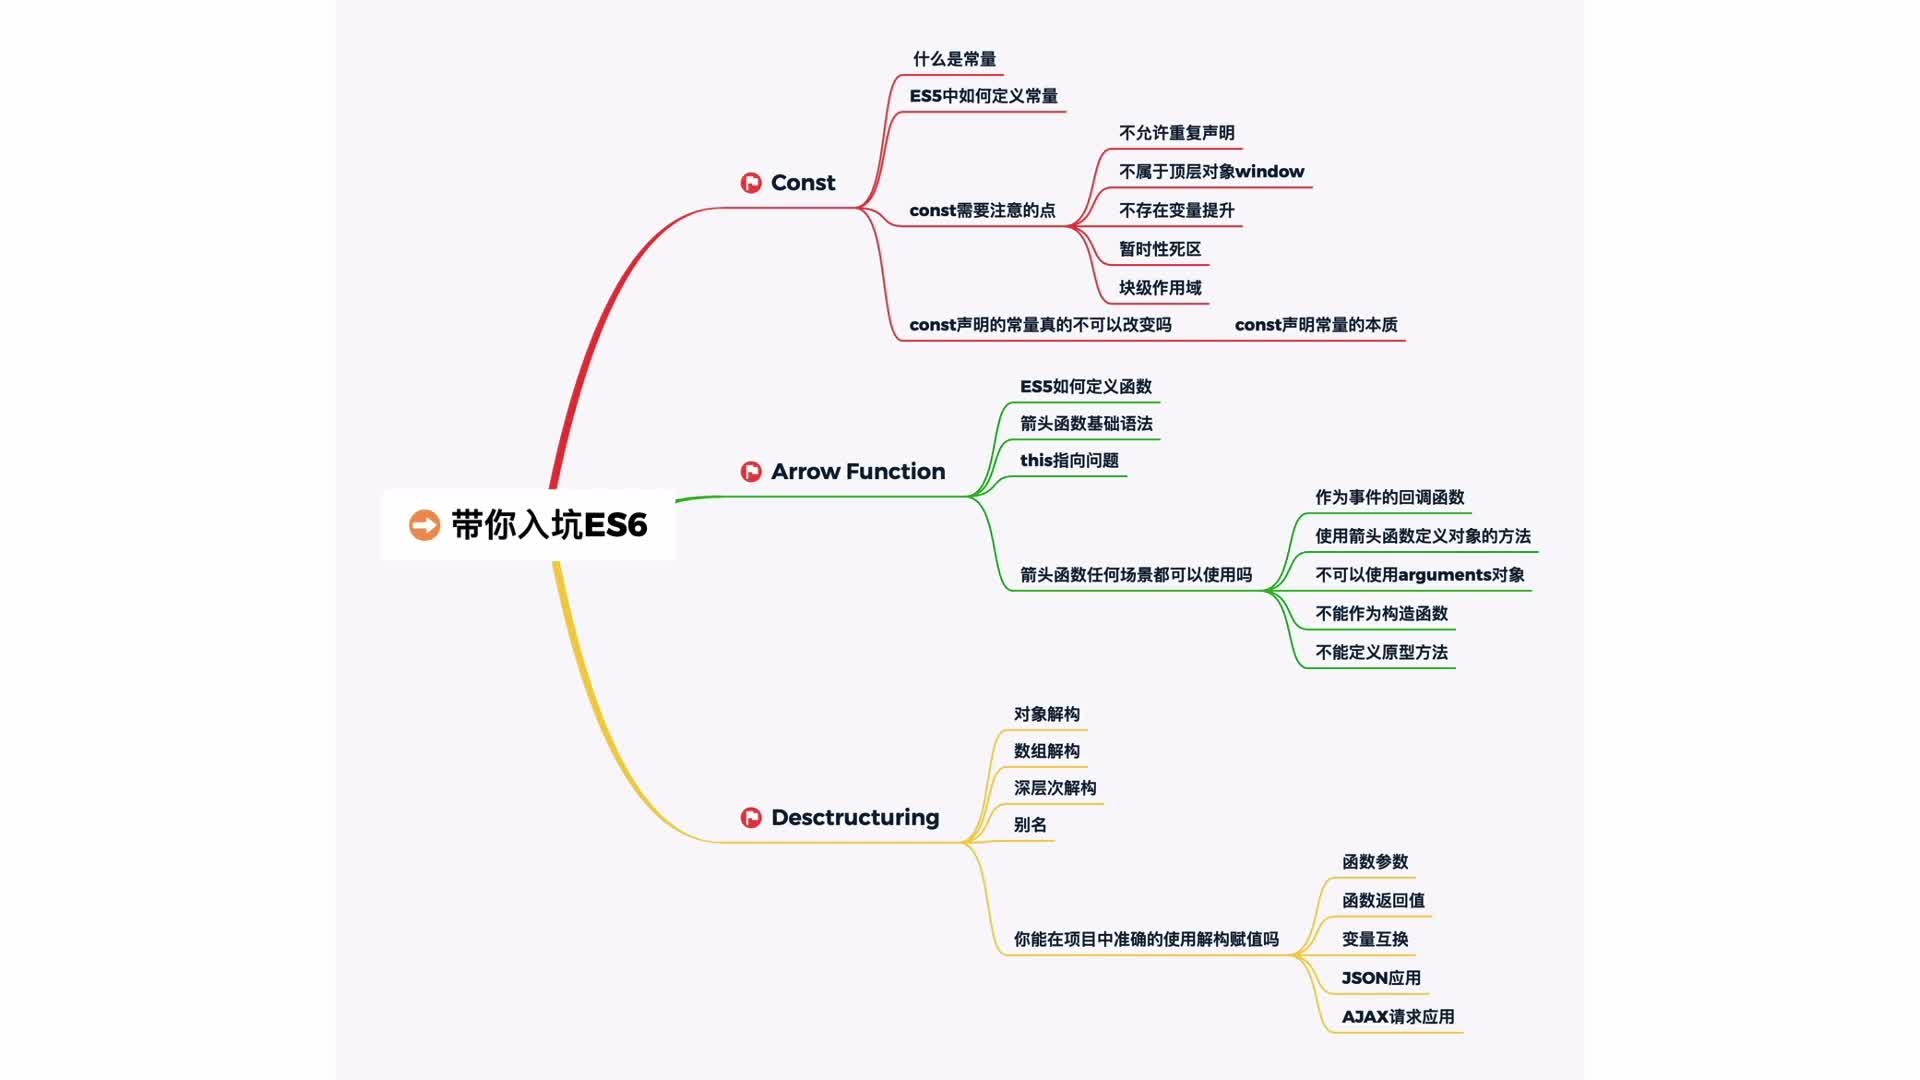 带你入坑ES6
Const
什么是常量
ES5中如何定义常量
const需要注意的点
不允许重复声明
不属于顶层对象window
不存在变量提升
暂时性死区
块级作用域
const声明的常量真的不可以改变吗
const声明常量的本质
Arrow Function
ES5如何定义函数
箭头函数基础语法
this指向问题
箭头函数任何场景都可以使用吗
作为事件的回调函数
使用箭头函数定义对象的方法
不可以使用arguments对象
不能作为构造函数
不能定义原型方法
Desctructuring
对象解构
数组解构
深层次解构
别名
你能在项目中准确的使用解构赋值吗
函数参数
函数返回值
变量互换
JSON应用
AJAX请求应用